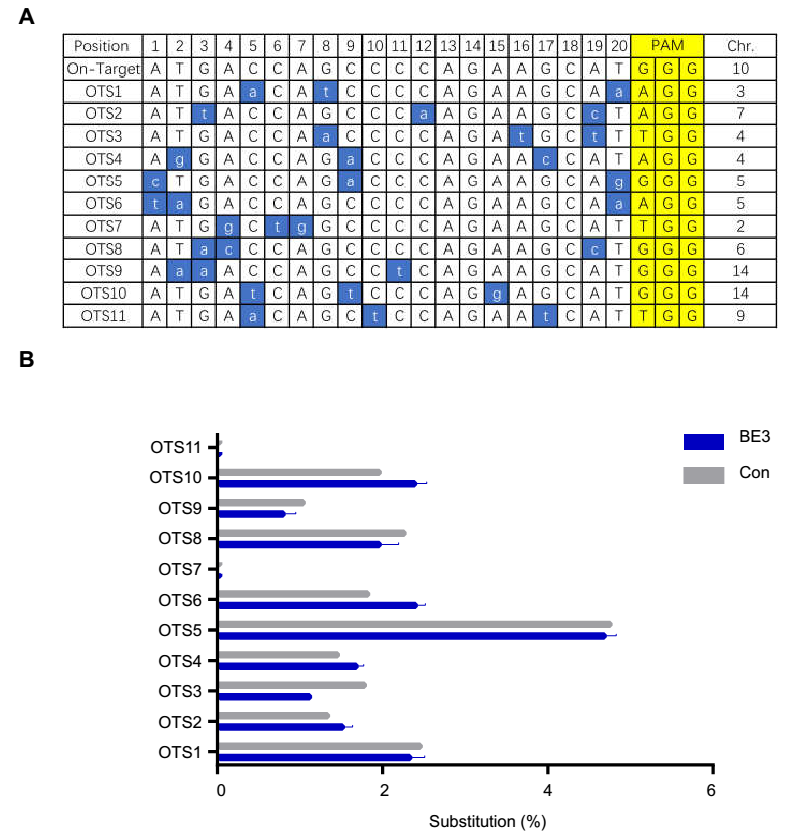 A
Position 1 2 3 4 5 6 7 8 9 10 11 12 13 14 15 16 17 18 19 20 PAM Chr.
On-Target A T G A C C A G C C C C A G A A G C A T G G G 10
OTS1 A T G A a C A t C C C C A G A A G C A a A G G 3
OTS2 A T t A C C A G C C C a A G A A G C c T A G G 7
OTS3 A T G A C C A a C C C C A G A t G C t T T G G 4
OTS4 A g G A C C A G a C C C A G A A c C A T A G G 4
OTS5 c T G A C C A G a C C C A G A A G C A g G G G 5
OTS6 t a G A C C A G C C C C A G A A G C A a A G G 5
OTS7 A T G g C t g G C C C C A G A A G C A T T G G 2
OTS8 A T a c C C A G C C C C A G A A G C c T G G G 6
OTS9 A a a A C C A G C C t C A G A A G C A T G G G 14
OTS10 A T G A t C A G t C C C A G g A G C A T G G G 14
OTS11 A T G A a C A G C t C C A G A A t C A T T G G 9
B
BE3
Con
OTS11
OTS10
OTS9
OTS8
OTS7
OTS6
OTS5
OTS4
OTS3
OTS2
OTS1
0 2 4 6
Substitution (%)